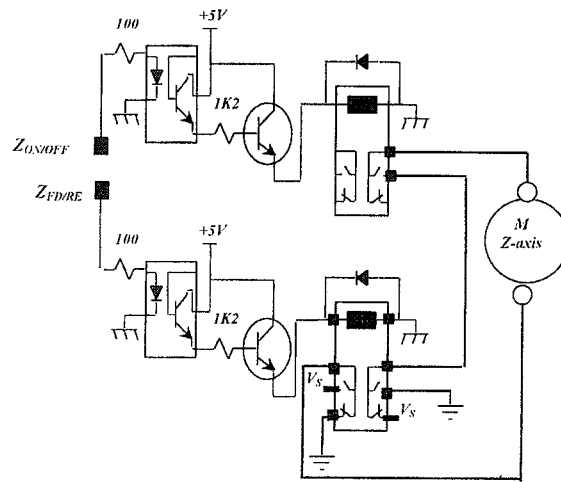 100
+5V
1K2
Z_ON/OFF
Z_FD/RE
M
Z-axis
100
+5V
1K2
V_S
V_S